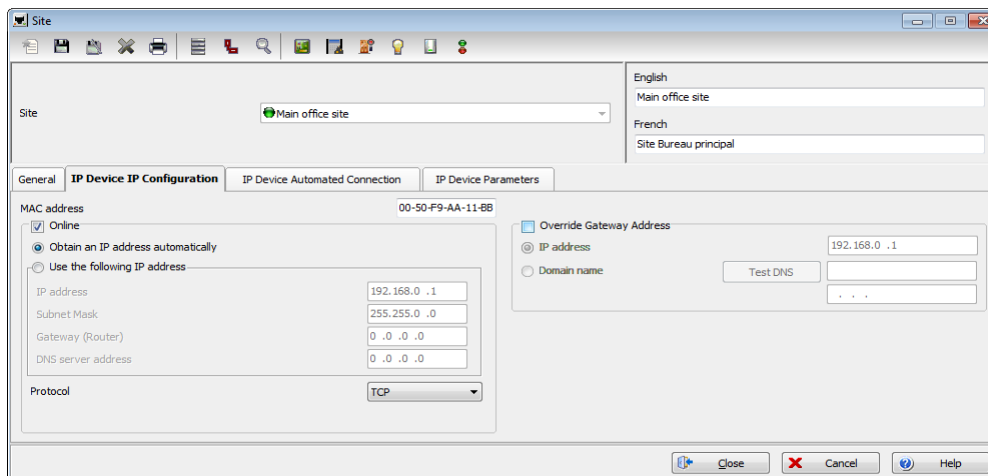 Site
English
Main office site
Site
Main office site
French
Site Bureau principal
General
IP Device IP Configuration
IP Device Automated Connection
IP Device Parameters
MAC address
00-50-F9-AA-11-BB
Online
Override Gateway Address
Obtain an IP address automatically
IP address
192.168.0 .1
Use the following IP address
Domain name
Test DNS
IP address
192.168.0 .1
. . .
Subnet Mask
255.255.0 .0
Gateway (Router)
0 .0 .0 .0
DNS server address
0 .0 .0 .0
Protocol
TCP
Close
Cancel
Help